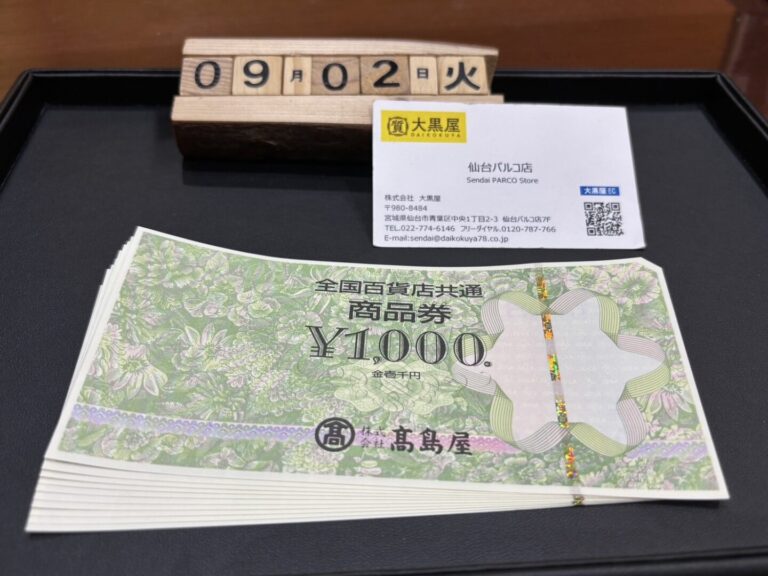 09月02日火
質 大黒屋
DAIKOKUYA
仙台パルコ店
Sendai PARCO Store
株式会社 大黒屋
大黒屋 EC
〒980-8484
宮城県仙台市青葉区中央1丁目2-3 仙台パルコ店7F
TEL.022-774-6146 フリーダイヤル.0120-787-766
E-mail:sendai@daikokuya78.co.jp
全国百貨店共通
商品券
¥1,000.
金壱千円
髙 株式会社 髙島屋